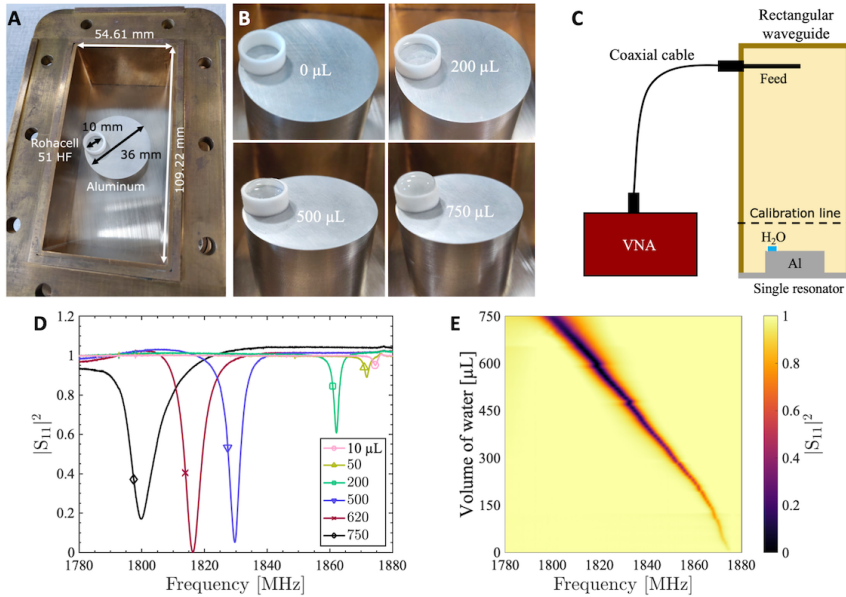 A
54.61 mm
10 mm
Rohacell
51 HF
36 mm
Aluminum
109.22 mm
B
0 µL
200 µL
500 µL
750 µL
C
Rectangular
waveguide
Coaxial cable
Feed
Calibration line
H₂O
VNA
Al
Single resonator
D
1.2
1
0.8
0.6
0.4
0.2
0
|S₁₁|²
1780
1800
1820
1840
1860
1880
Frequency [MHz]
10 µL
50
200
500
620
750
E
750
600
450
300
150
0
Volume of water [µL]
1780
1800
1820
1840
1860
1880
Frequency [MHz]
1
0.8
0.6
0.4
0.2
0
|S₁₁|²